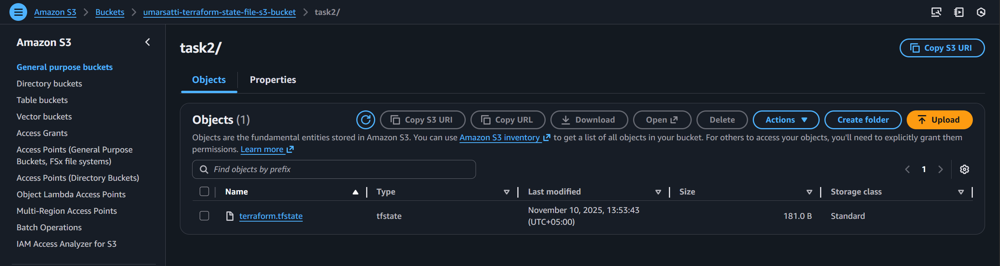 Amazon S3 > Buckets > umarsatti-terraform-state-file-s3-bucket > task2/
Amazon S3
General purpose buckets
Directory buckets
Table buckets
Vector buckets
Access Grants
Access Points (General Purpose
Buckets, FSx file systems)
Access Points (Directory Buckets)
Object Lambda Access Points
Multi-Region Access Points
Batch Operations
IAM Access Analyzer for S3
task2/
Copy S3 URI
Objects
Properties
Objects (1)
Copy S3 URI
Copy URL
Download
Open
Delete
Actions
Create folder
Upload
Objects are the fundamental entities stored in Amazon S3. You can use Amazon S3 inventory to get a list of all objects in your bucket. For others to access your objects, you'll need to explicitly grant them
permissions. Learn more
Find objects by prefix
1
Name
Type
Last modified
Size
Storage class
terraform.tfstate
tfstate
November 10, 2025, 13:53:43
(UTC+05:00)
181.0 B
Standard